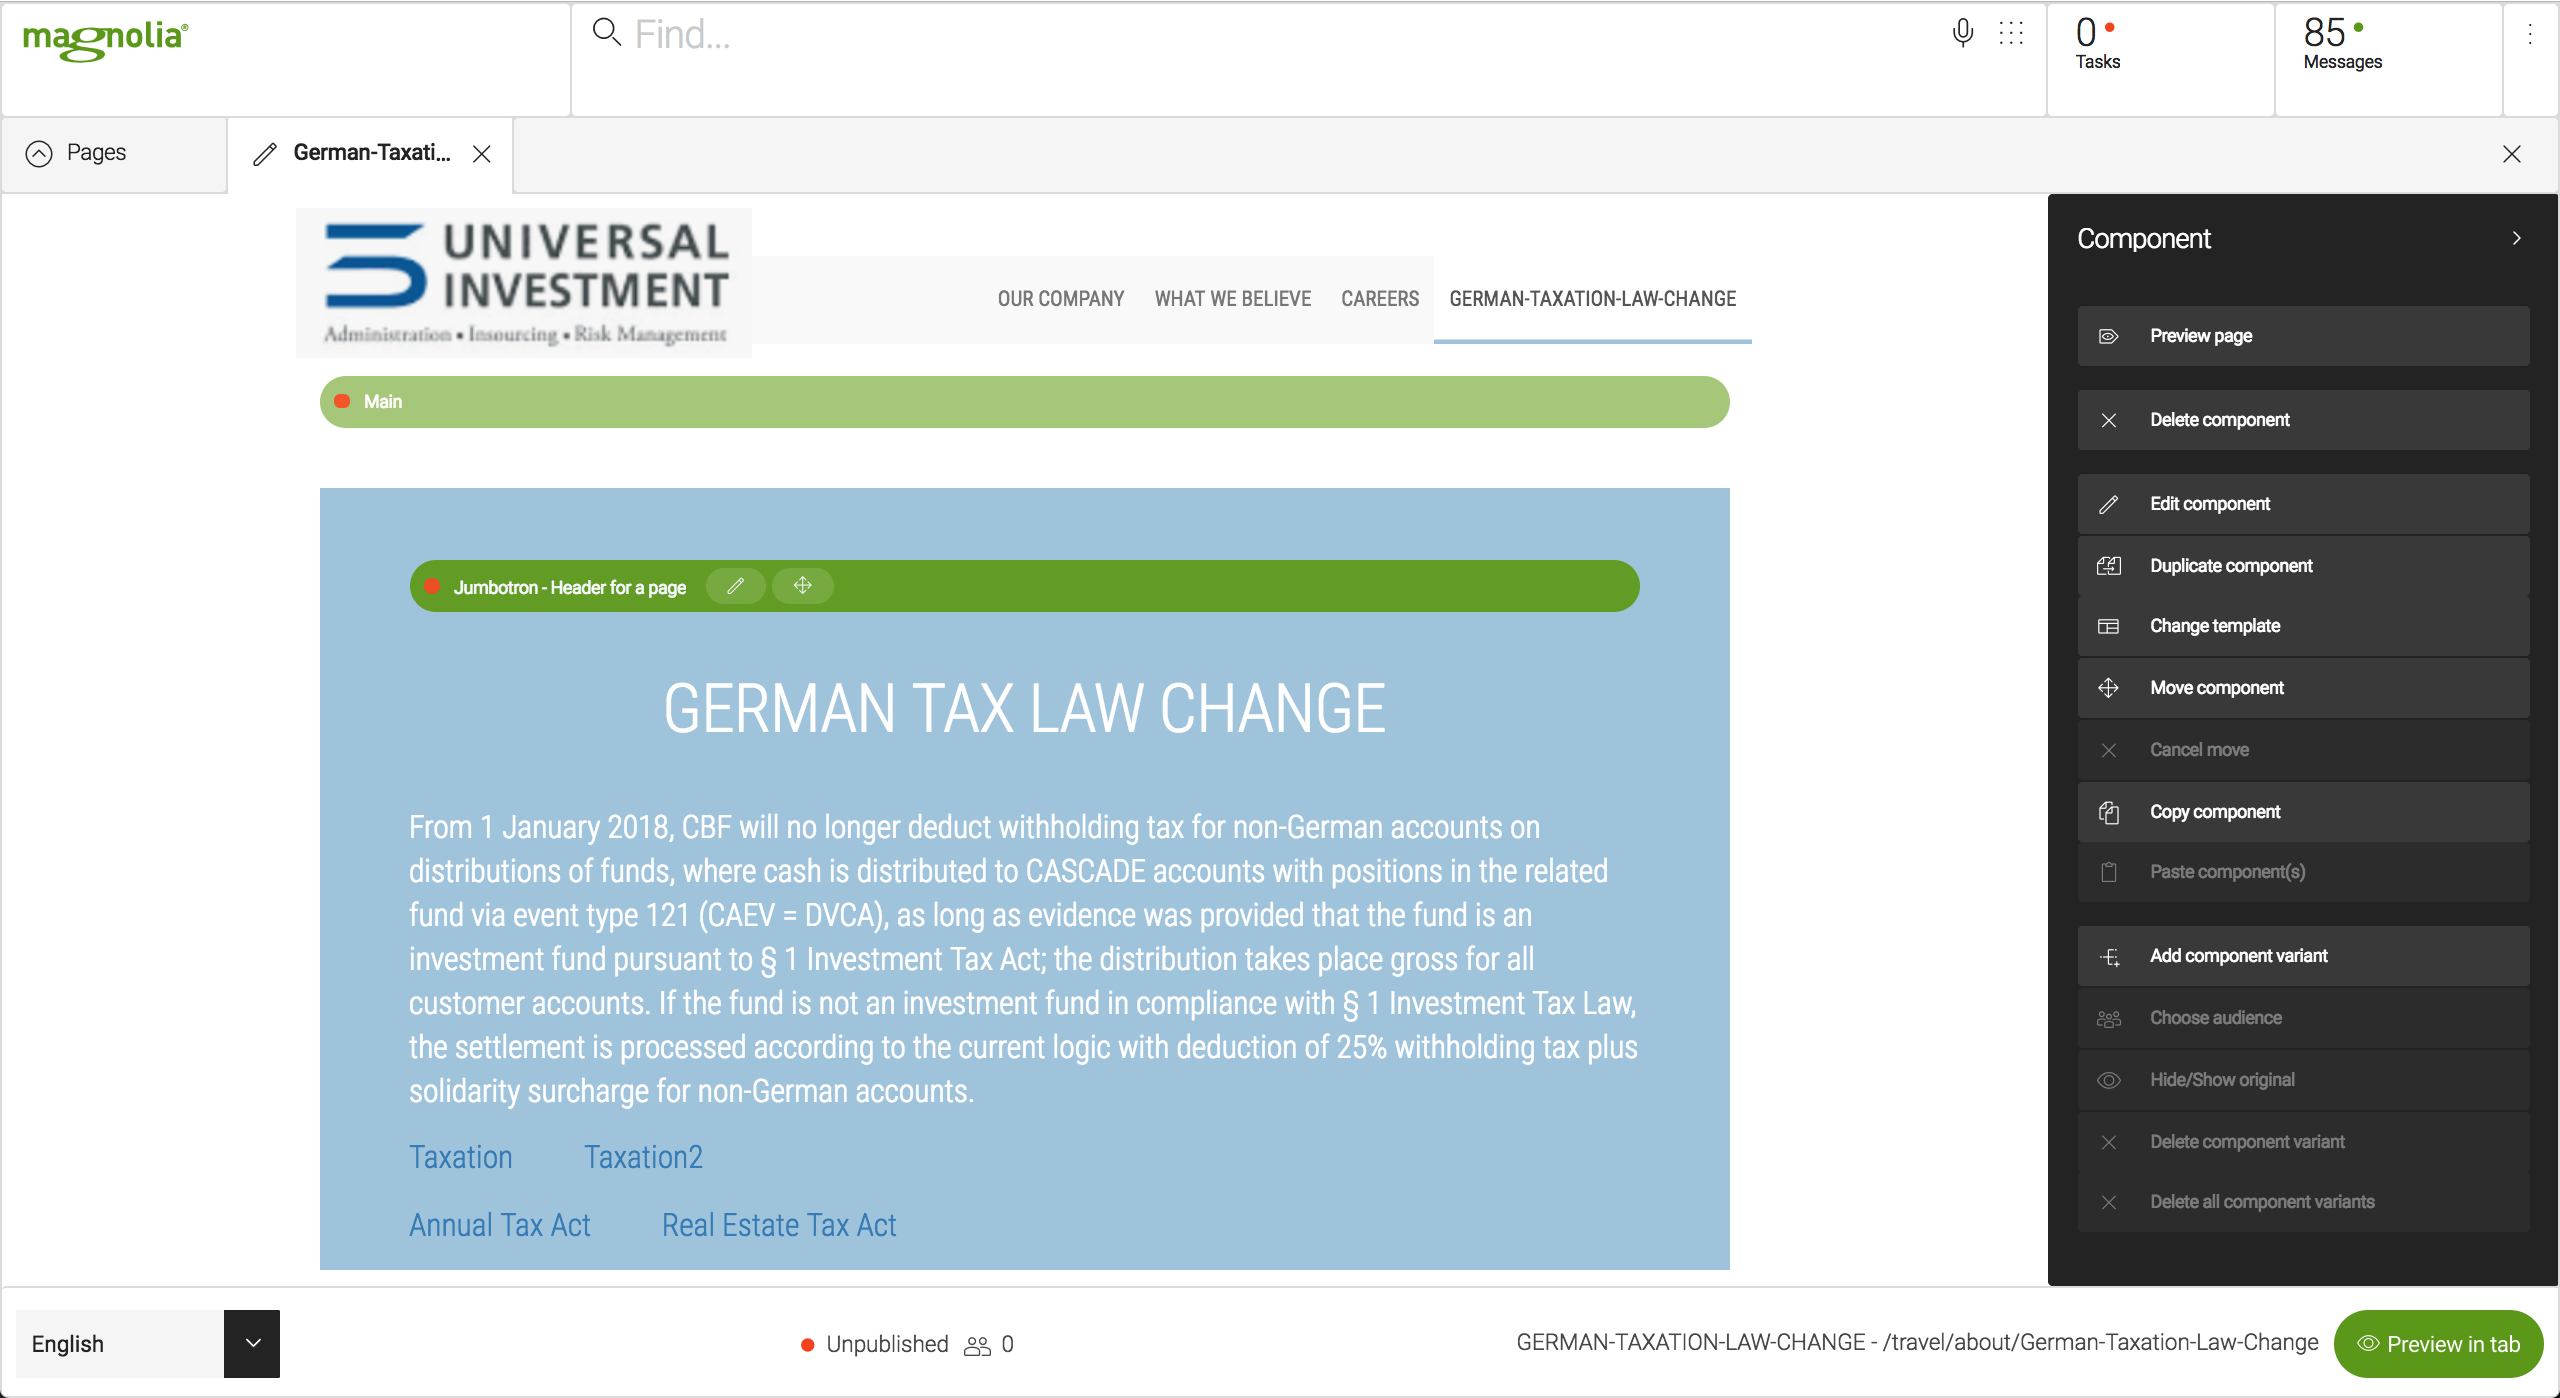 magnolia®
Find...
0
Tasks
85
Messages
Pages
German-Taxati...
UNIVERSAL
INVESTMENT
Administration ▪ Insourcing ▪ Risk Management
OUR COMPANY
WHAT WE BELIEVE
CAREERS
GERMAN-TAXATION-LAW-CHANGE
Main
Jumbotron - Header for a page
GERMAN TAX LAW CHANGE
From 1 January 2018, CBF will no longer deduct withholding tax for non-German accounts on
distributions of funds, where cash is distributed to CASCADE accounts with positions in the related
fund via event type 121 (CAEV = DVCA), as long as evidence was provided that the fund is an
investment fund pursuant to § 1 Investment Tax Act; the distribution takes place gross for all
customer accounts. If the fund is not an investment fund in compliance with § 1 Investment Tax Law,
the settlement is processed according to the current logic with deduction of 25% withholding tax plus
solidarity surcharge for non-German accounts.
Taxation Taxation2
Annual Tax Act Real Estate Tax Act
Component
Preview page
Delete component
Edit component
Duplicate component
Change template
Move component
Cancel move
Copy component
Paste component(s)
Add component variant
Choose audience
Hide/Show original
Delete component variant
Delete all component variants
English
Unpublished 0
GERMAN-TAXATION-LAW-CHANGE - /travel/about/German-Taxation-Law-Change
Preview in tab